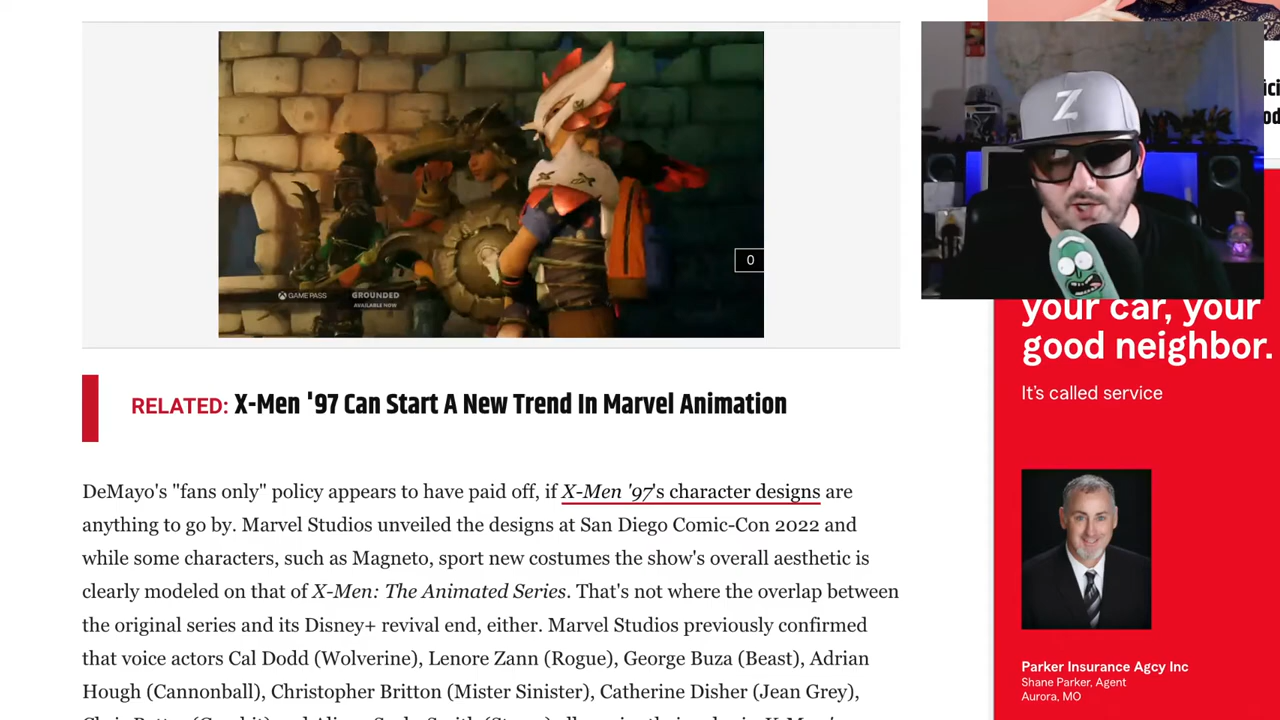 Z
GAME PASS
GROUNDED
AVAILABLE NOW
0
RELATED: X-Men '97 Can Start A New Trend In Marvel Animation
DeMayo's "fans only" policy appears to have paid off, if X-Men '97's character designs are
anything to go by. Marvel Studios unveiled the designs at San Diego Comic-Con 2022 and
while some characters, such as Magneto, sport new costumes the show's overall aesthetic is
clearly modeled on that of X-Men: The Animated Series. That's not where the overlap between
the original series and its Disney+ revival end, either. Marvel Studios previously confirmed
that voice actors Cal Dodd (Wolverine), Lenore Zann (Rogue), George Buza (Beast), Adrian
Hough (Cannonball), Christopher Britton (Mister Sinister), Catherine Disher (Jean Grey),
your car, your
good neighbor.
It's called service
Parker Insurance Agcy Inc
Shane Parker, Agent
Aurora, MO